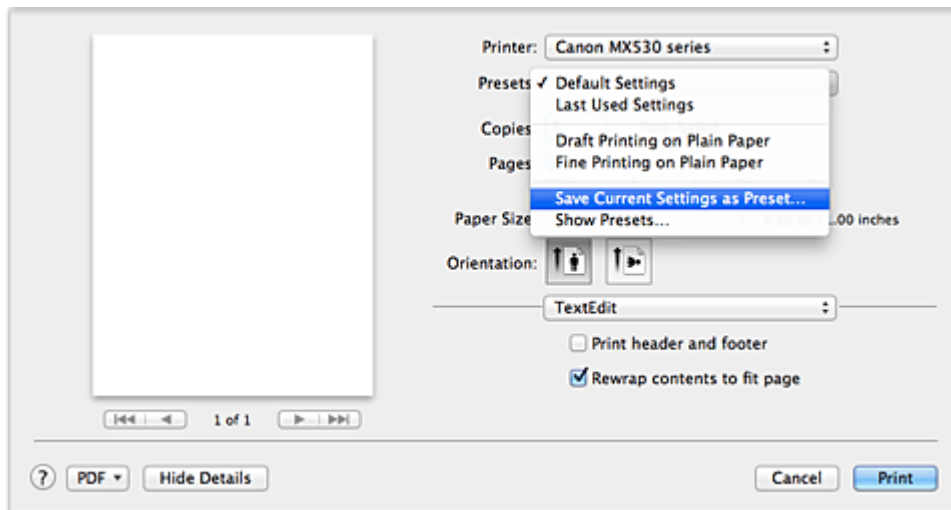 Printer: Canon MX530 series
Presets ✓ Default Settings
Last Used Settings
Copies
Draft Printing on Plain Paper
Pages
Fine Printing on Plain Paper
Save Current Settings as Preset...
Paper Size
Show Presets...
.00 inches
Orientation:
TextEdit
Print header and footer
Rewrap contents to fit page
1 of 1
? PDF Hide Details Cancel Print